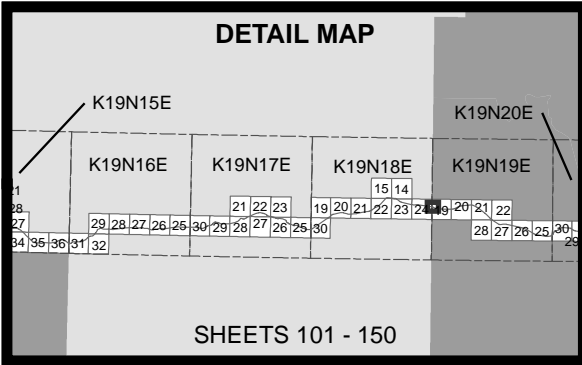 DETAIL MAP
K19N15E
K19N20E
K19N16E
K19N17E
K19N18E
K19N19E
15 14
21
21 22 23
19 20 21 22 23 24 19 20 21 22
28
27
29 28 27 26 25 30 29 28 27 26 25 30
28 27 26 25 30
29
34 35 36 31 32
SHEETS 101 - 150